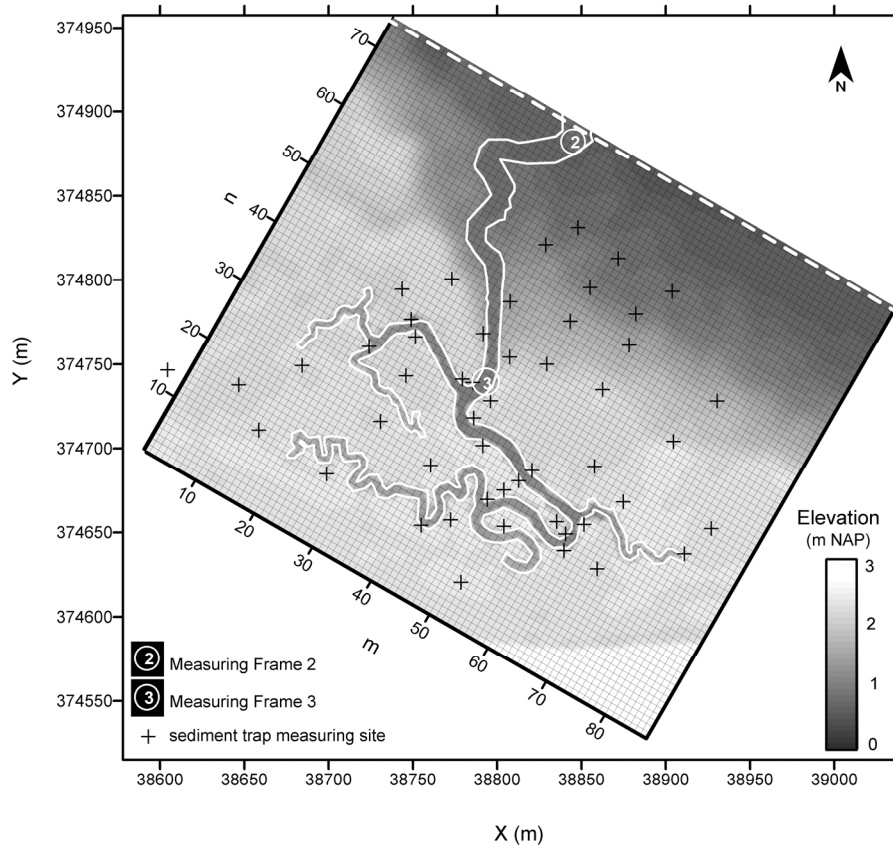 374950
374900
374850
374800
374750
374700
374650
374600
374550
Y (m)
70
60
50
40
30
20
10
n
N
2
3
10
20
30
40
50
60
70
80
m
Elevation
(m NAP)
3
2
1
0
2 Measuring Frame 2
3 Measuring Frame 3
sediment trap measuring site
38600 38650 38700 38750 38800 38850 38900 38950 39000
X (m)